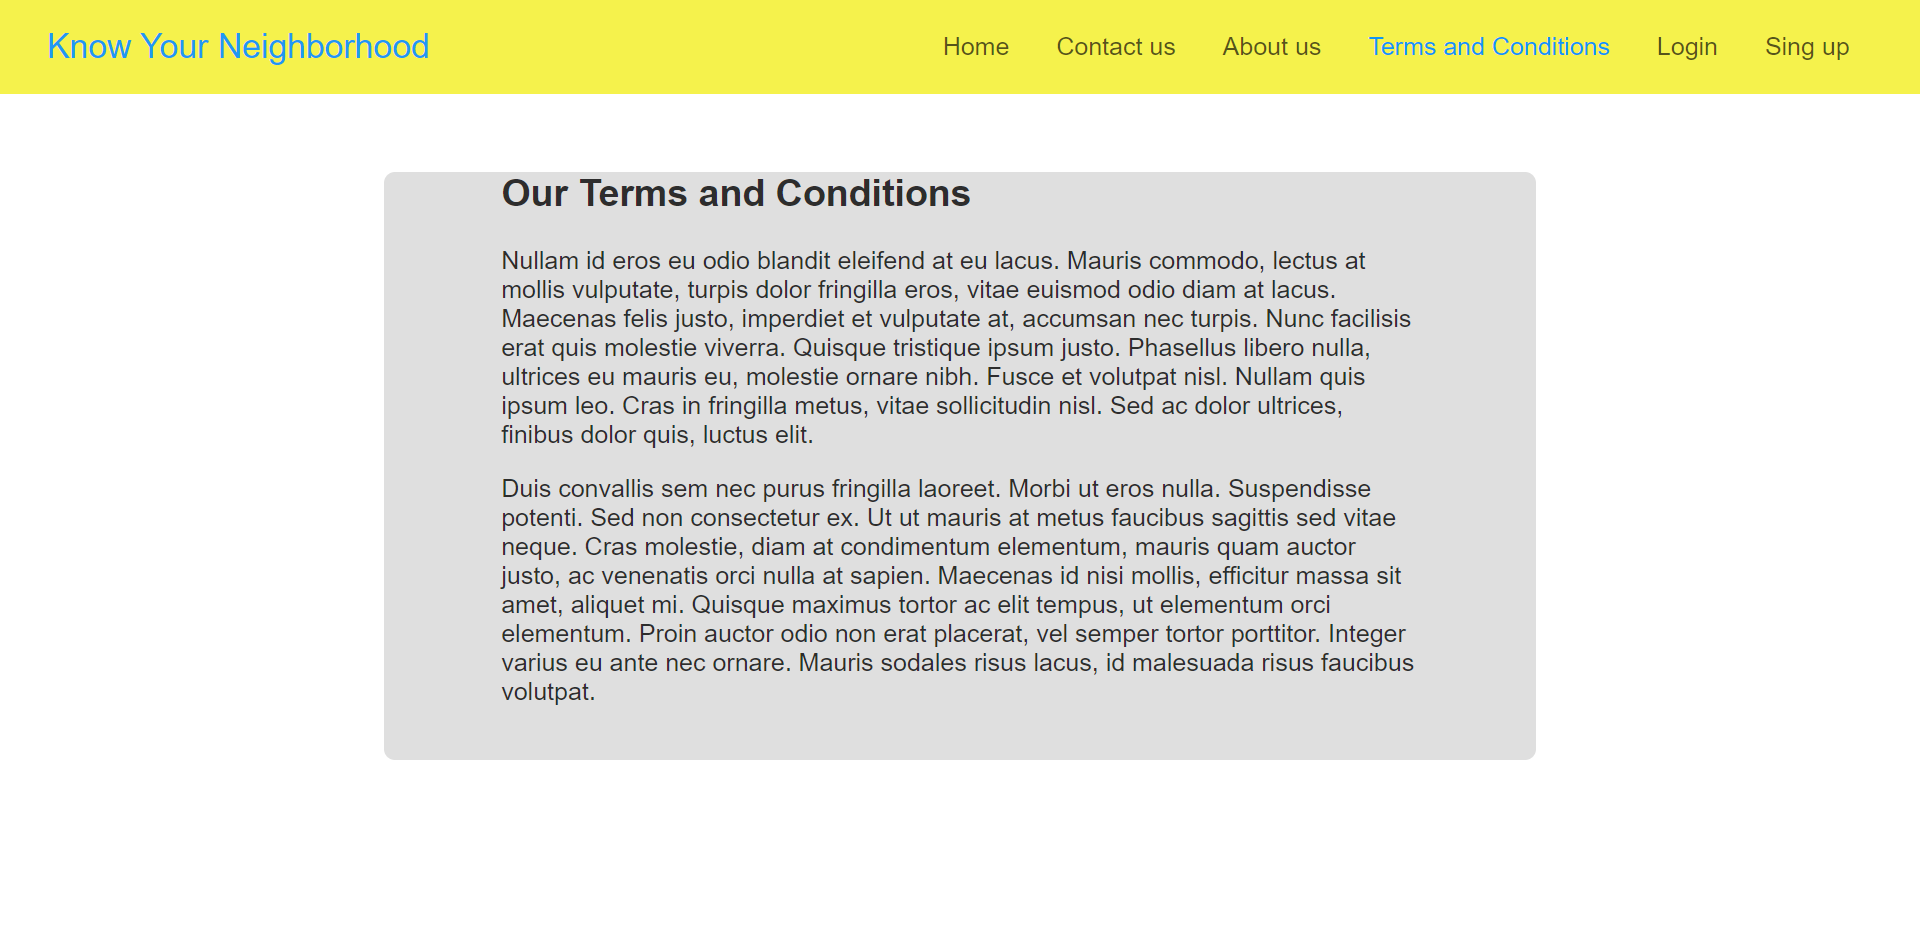 Know Your Neighborhood
Home Contact us About us Terms and Conditions Login Sing up
Our Terms and Conditions
Nullam id eros eu odio blandit eleifend at eu lacus. Mauris commodo, lectus at
mollis vulputate, turpis dolor fringilla eros, vitae euismod odio diam at lacus.
Maecenas felis justo, imperdiet et vulputate at, accumsan nec turpis. Nunc facilisis
erat quis molestie viverra. Quisque tristique ipsum justo. Phasellus libero nulla,
ultrices eu mauris eu, molestie ornare nibh. Fusce et volutpat nisl. Nullam quis
ipsum leo. Cras in fringilla metus, vitae sollicitudin nisl. Sed ac dolor ultrices,
finibus dolor quis, luctus elit.
Duis convallis sem nec purus fringilla laoreet. Morbi ut eros nulla. Suspendisse
potenti. Sed non consectetur ex. Ut ut mauris at metus faucibus sagittis sed vitae
neque. Cras molestie, diam at condimentum elementum, mauris quam auctor
justo, ac venenatis orci nulla at sapien. Maecenas id nisi mollis, efficitur massa sit
amet, aliquet mi. Quisque maximus tortor ac elit tempus, ut elementum orci
elementum. Proin auctor odio non erat placerat, vel semper tortor porttitor. Integer
varius eu ante nec ornare. Mauris sodales risus lacus, id malesuada risus faucibus
volutpat.